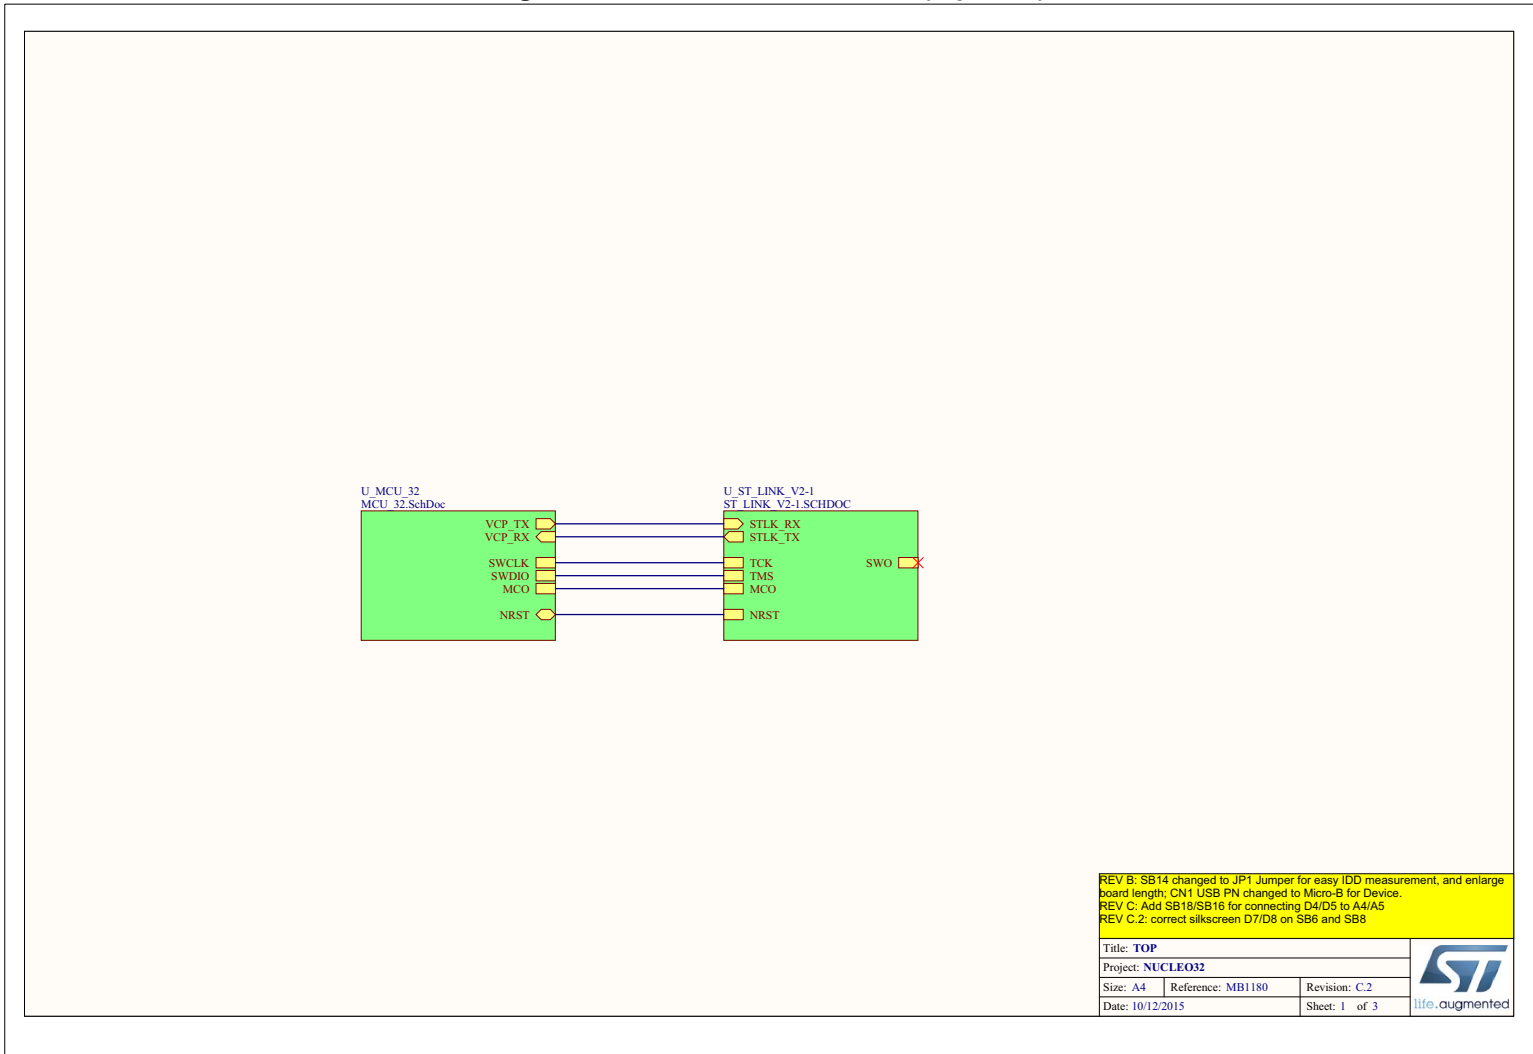 U_MCU_32
MCU_32.SchDoc
VCP_TX
VCP_RX
SWCLK
SWDIO
MCO
NRST
U_ST_LINK_V2-1
ST_LINK_V2-1.SCHDOC
STLK_RX
STLK_TX
TCK
TMS
MCO
NRST
SWO
REV B: SB14 changed to JP1 Jumper for easy IDD measurement, and enlarge
board length; CN1 USB PN changed to Micro-B for Device.
REV C: Add SB18/SB16 for connecting D4/D5 to A4/A5
REV C.2: correct silkscreen D7/D8 on SB6 and SB8
Title: TOP
Project: NUCLEO32
Size: A4 Reference: MB1180 Revision: C.2
Date: 10/12/2015 Sheet: 1 of 3
ST
life.augmented